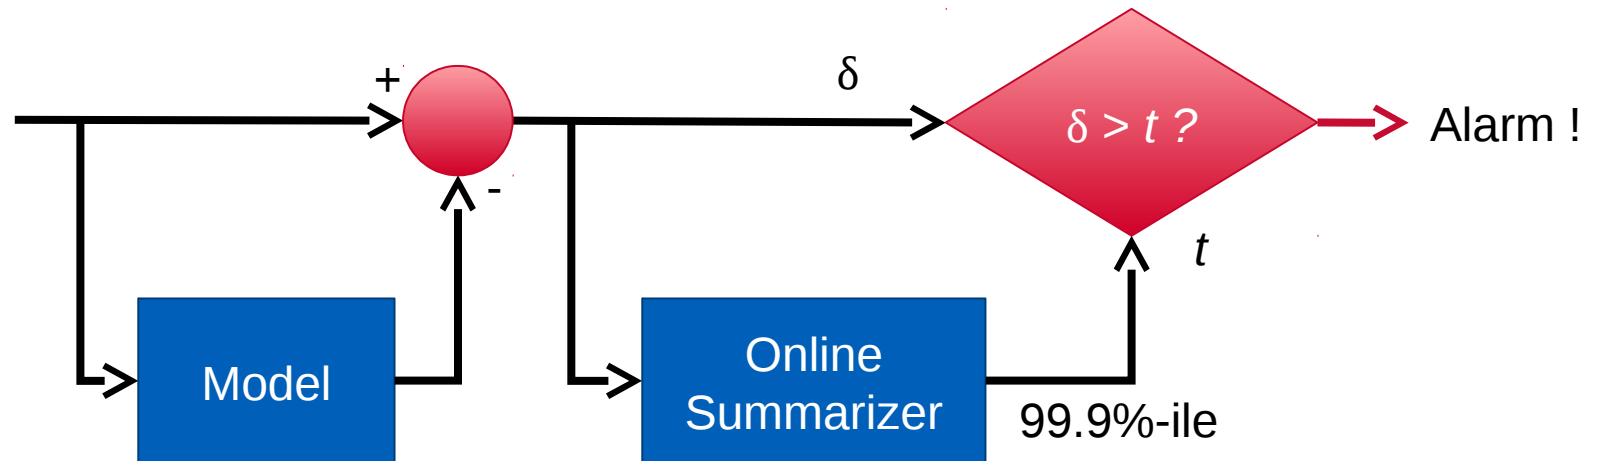 +
δ
δ > t ?
Alarm !
-
t
Model
Online
Summarizer
99.9%-ile